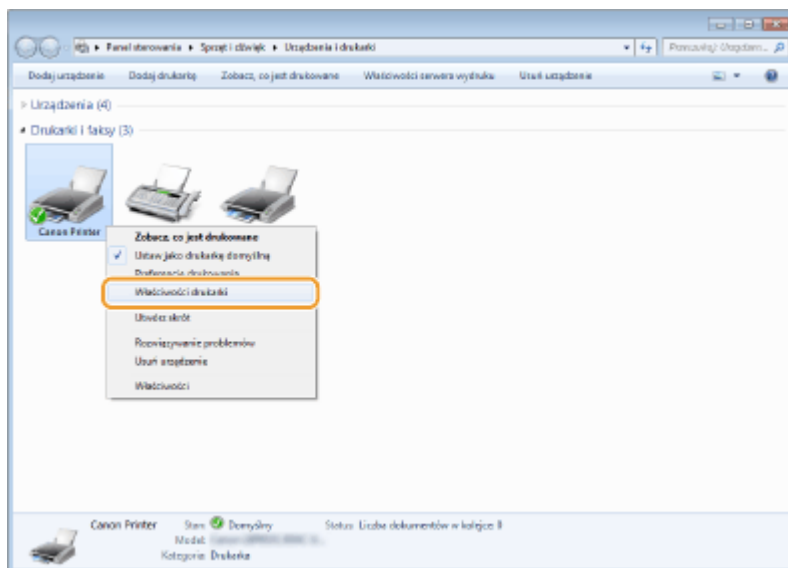 Panel sterowania ▸ Sprzęt i dźwięk ▸ Urządzenia i drukarki
Przeszukaj: Urządzen...
Dodaj urządzenie Dodaj drukarkę Zobacz, co jest drukowane Właściwości serwera wydruku Usuń urządzenie
Urządzenia (4)
Drukarki i faksy (3)
Canon Printer
Zobacz, co jest drukowane
Ustaw jako drukarkę domyślną
Preferencje drukowania
Właściwości drukarki
Utwórz skrót
Rozwiązywanie problemów
Usuń urządzenie
Właściwości
Canon Printer Stan: Domyślny Status: Liczba dokumentów w kolejce: 0
Model:
Kategoria: Drukarka